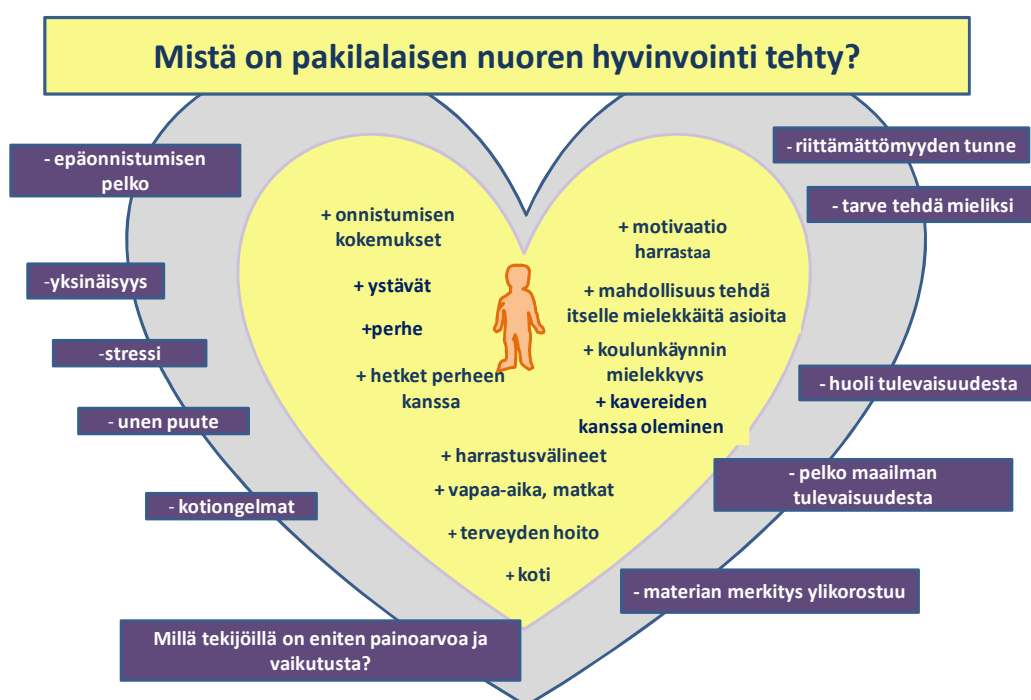 Mistä on pakilalaisen nuoren hyvinvointi tehty?
- epäonnistumisen
pelko
-yksinäisyys
-stressi
- unen puute
- kotiongelmat
+ onnistumisen
kokemukset
+ ystävät
+perhe
+ hetket perheen
kanssa
+ motivaatio
harrastaa
+ mahdollisuus tehdä
itselle mielekkäitä asioita
+ koulunkäynnin
mielekkyys
+ kavereiden
kanssa oleminen
+ harrastusvälineet
+ vapaa-aika, matkat
+ terveyden hoito
+ koti
- riittämättömyyden tunne
- tarve tehdä mieliksi
- huoli tulevaisuudesta
- pelko maailman
tulevaisuudesta
- materian merkitys ylikorostuu
Millä tekijöillä on eniten painoarvoa ja
vaikutusta?